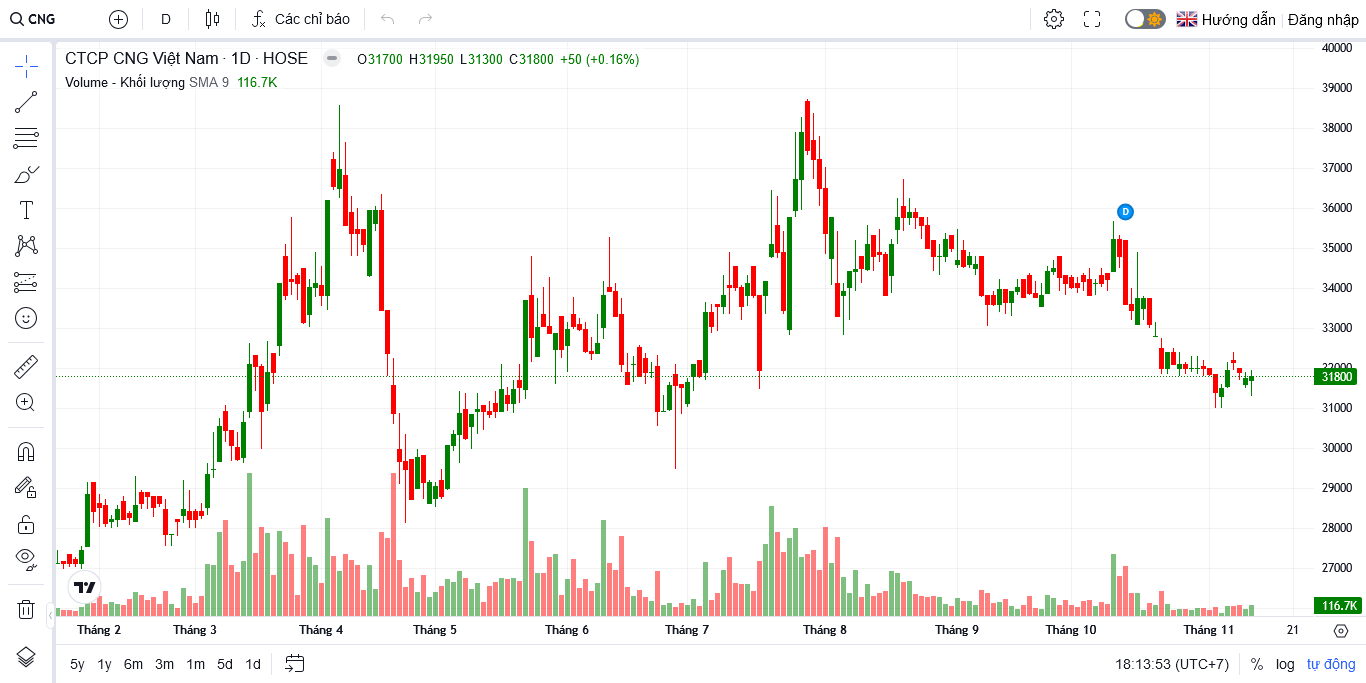 CNG D Các chỉ báo Hướng dẫn Đăng nhập
CTCP CNG Việt Nam · 1D · HOSE O31700 H31950 L31300 C31800 +50 (+0.16%)
Volume - Khối lượng SMA 9 116.7K
D
40000
39000
38000
37000
36000
35000
34000
33000
32000
31800
31000
30000
29000
28000
27000
116.7K
Tháng 2 Tháng 3 Tháng 4 Tháng 5 Tháng 6 Tháng 7 Tháng 8 Tháng 9 Tháng 10 Tháng 11 21
5y 1y 6m 3m 1m 5d 1d 18:13:53 (UTC+7) % log tự động